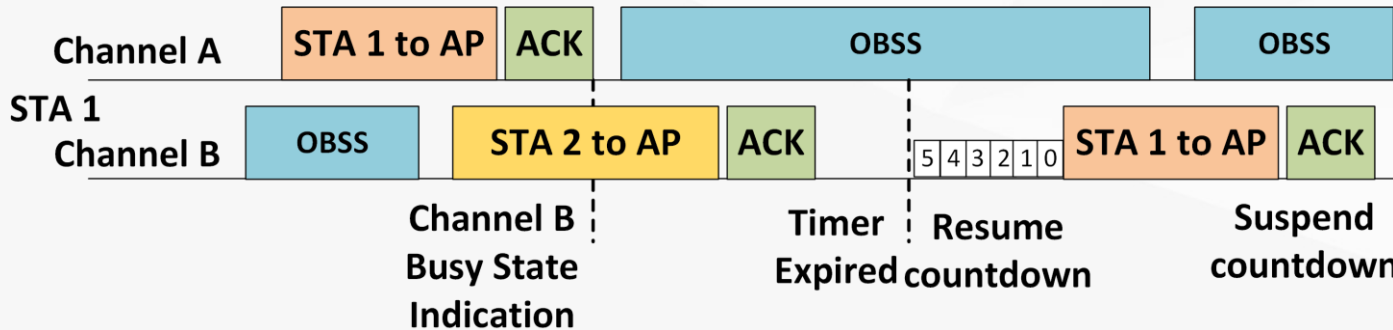 Channel A STA 1 to AP ACK OBSS OBSS
STA 1
Channel B OBSS STA 2 to AP ACK 5 4 3 2 1 0 STA 1 to AP ACK
Channel B
Busy State
Indication
Timer
Expired
Resume
countdown
Suspend
countdown